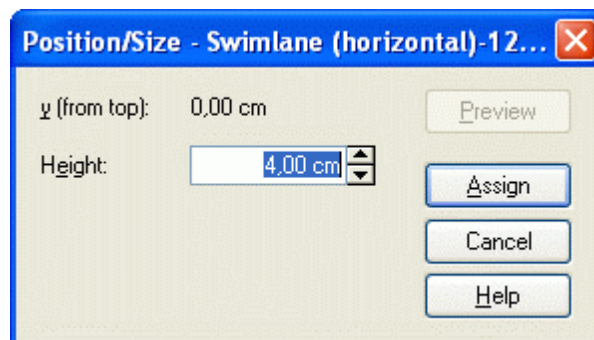 Position/Size - Swimlane (horizontal)-12...
y (from top): 0,00 cm
Preview
Height: 4,00 cm
Assign
Cancel
Help